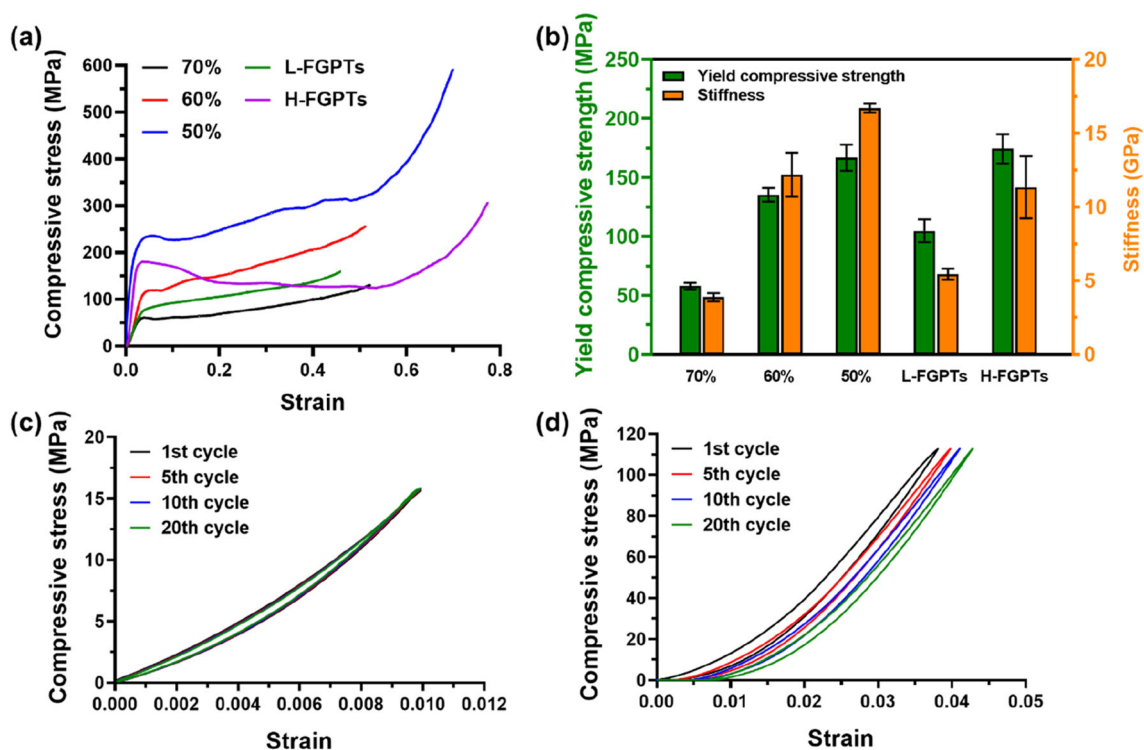 (a)
70%
60%
50%
L-FGPTs
H-FGPTs
Compressive stress (MPa)
600
500
400
300
200
100
0
0.0 0.2 0.4 0.6 0.8
Strain
(b)
Yield compressive strength
Stiffness
Yield compressive strength (MPa)
250
200
150
100
50
0
20
15
10
5
0
Stiffness (GPa)
70% 60% 50% L-FGPTs H-FGPTs
(c)
1st cycle
5th cycle
10th cycle
20th cycle
Compressive stress (MPa)
20
15
10
5
0
0.000 0.002 0.004 0.006 0.008 0.010 0.012
Strain
(d)
1st cycle
5th cycle
10th cycle
20th cycle
Compressive stress (MPa)
120
100
80
60
40
20
0
0.00 0.01 0.02 0.03 0.04 0.05
Strain